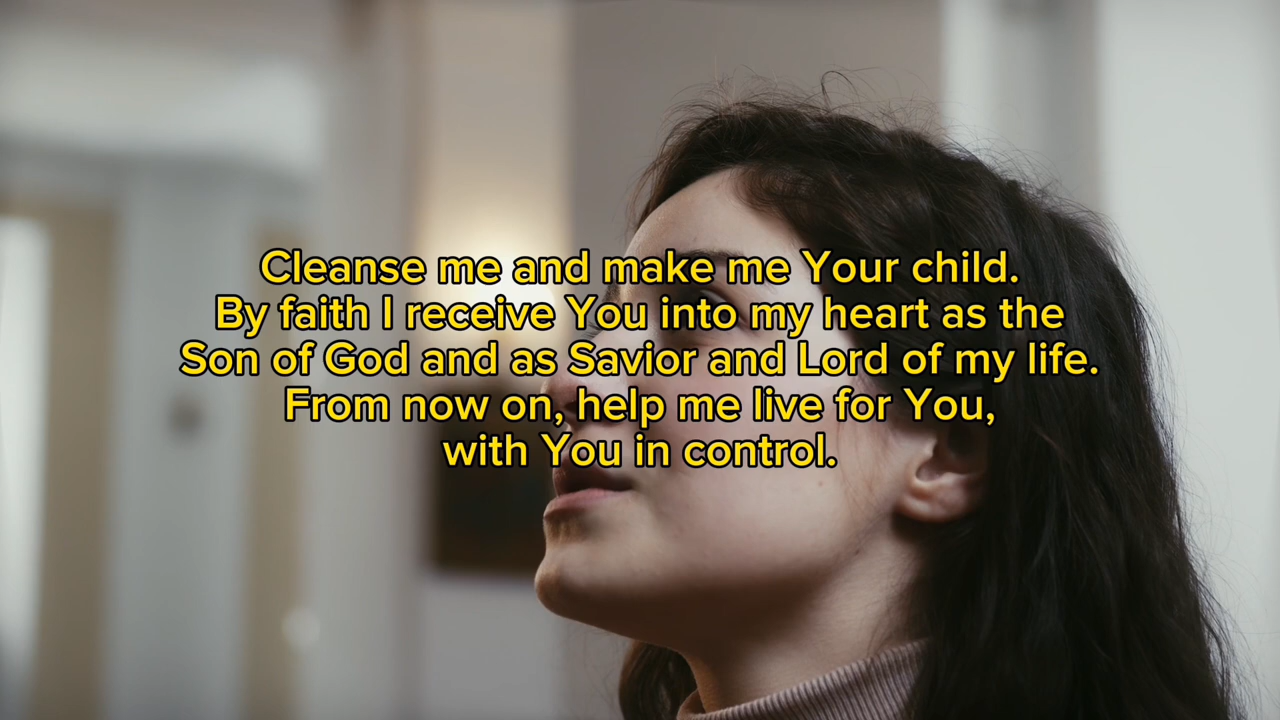 Cleanse me and make me Your child.
By faith I receive You into my heart as the
Son of God and as Savior and Lord of my life.
From now on, help me live for You,
with You in control.